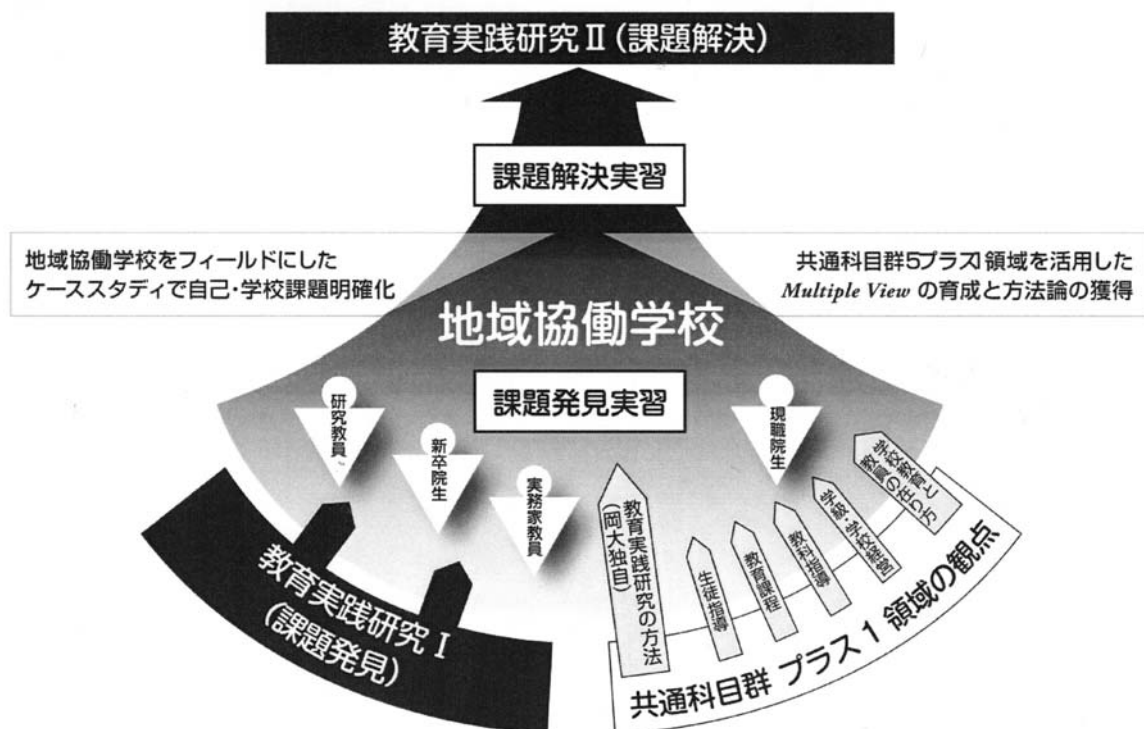 教育実践研究Ⅱ(課題解決)
課題解決実習
地域協働学校をフィールドにした
ケーススタディで自己・学校課題明確化
共通科目群5プラス1領域を活用した
Multiple View の育成と方法論の獲得
地域協働学校
課題発見実習
研究教員
新卒院生
実務家教員
現職院生
教育実践研究の方法
(岡大独自)
生徒指導
教育課程
教科指導
学級・学校経営
学校教育と
教員の在り方
教育実践研究Ⅰ
(課題発見)
共通科目群 プラス1 領域の観点